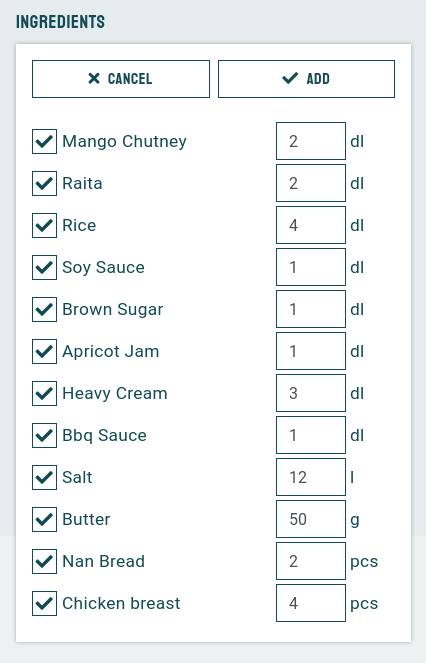 INGREDIENTS
CANCEL ADD
Mango Chutney 2 dl
Raita 2 dl
Rice 4 dl
Soy Sauce 1 dl
Brown Sugar 1 dl
Apricot Jam 1 dl
Heavy Cream 3 dl
Bbq Sauce 1 dl
Salt 12 l
Butter 50 g
Nan Bread 2 pcs
Chicken breast 4 pcs